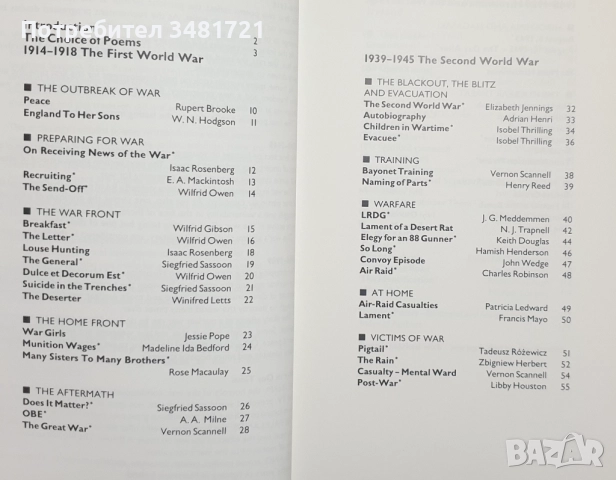 Потребител 3481721
Introduction
The Choice of Poems 2
1914–1918 The First World War 3
■ THE OUTBREAK OF WAR
Peace Rupert Brooke 10
England To Her Sons W. N. Hodgson 11
■ PREPARING FOR WAR
On Receiving News of the War*
Isaac Rosenberg 12
Recruiting* E. A. Mackintosh 13
The Send-Off* Wilfrid Owen 14
■ THE WAR FRONT
Breakfast* Wilfrid Gibson 15
The Letter* Wilfrid Owen 16
Louse Hunting Isaac Rosenberg 18
The General* Siegfried Sassoon 19
Dulce et Decorum Est* Wilfrid Owen 20
Suicide in the Trenches* Siegfried Sassoon 21
The Deserter Winifred Letts 22
■ THE HOME FRONT
War Girls Jessie Pope 23
Munition Wages* Madeline Ida Bedford 24
Many Sisters To Many Brothers*
Rose Macaulay 25
■ THE AFTERMATH
Does It Matter?* Siegfried Sassoon 26
OBE* A. A. Milne 27
The Great War* Vernon Scannell 28
1939–1945 The Second World War
■ THE BLACKOUT, THE BLITZ
AND EVACUATION
The Second World War* Elizabeth Jennings 32
Autobiography Adrian Henri 33
Children in Wartime* Isobel Thrilling 34
Evacuee* Isobel Thrilling 36
■ TRAINING
Bayonet Training Vernon Scannell 38
Naming of Parts* Henry Reed 39
■ WARFARE
LRDG* J. G. Meddemmen 40
Lament of a Desert Rat N. J. Trapnell 42
Elegy for an 88 Gunner* Keith Douglas 44
So Long* Hamish Henderson 46
Convoy Episode John Wedge 47
Air Raid* Charles Robinson 48
■ AT HOME
Air-Raid Casualties Patricia Ledward 49
Lament* Francis Mayo 50
■ VICTIMS OF WAR
Pigtail* Tadeusz Różewicz 51
The Rain* Zbigniew Herbert 52
Casualty – Mental Ward Vernon Scannell 54
Post-War* Libby Houston 55
BAZAR